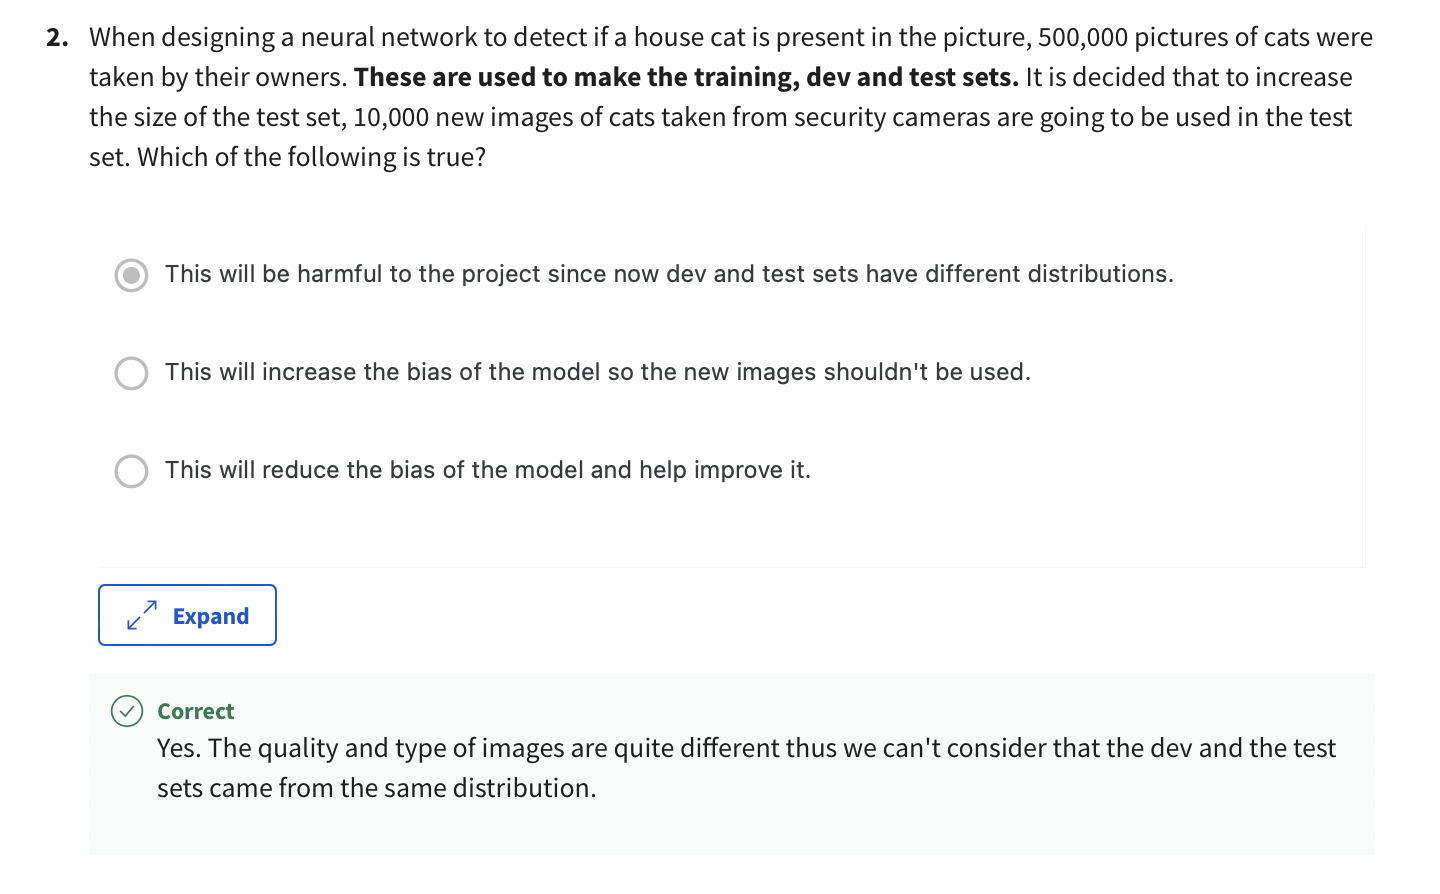 2. When designing a neural network to detect if a house cat is present in the picture, 500,000 pictures of cats were
taken by their owners. These are used to make the training, dev and test sets. It is decided that to increase
the size of the test set, 10,000 new images of cats taken from security cameras are going to be used in the test
set. Which of the following is true?
This will be harmful to the project since now dev and test sets have different distributions.
This will increase the bias of the model so the new images shouldn't be used.
This will reduce the bias of the model and help improve it.
Expand
Correct
Yes. The quality and type of images are quite different thus we can't consider that the dev and the test
sets came from the same distribution.